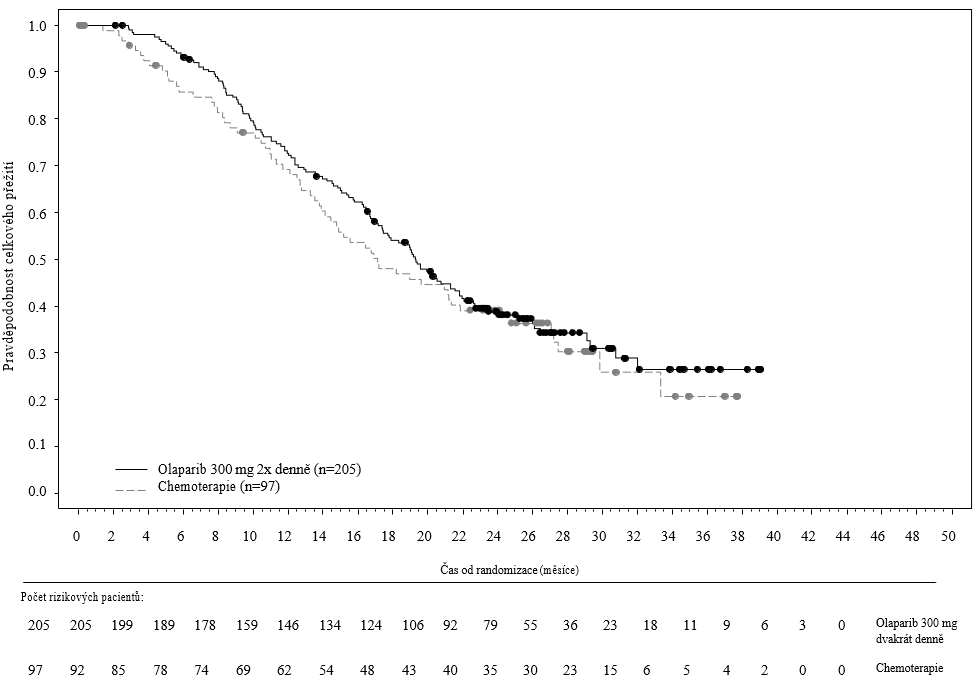 Pravděpodobnost celkového přežití
1.0
0.9
0.8
0.7
0.6
0.5
0.4
0.3
0.2
0.1
0.0
Olaparib 300 mg 2x denně (n=205)
Chemoterapie (n=97)
0 2 4 6 8 10 12 14 16 18 20 22 24 26 28 30 32 34 36 38 40 42 44 46 48 50
Čas od randomizace (měsíce)
Počet rizikových pacientů:
205 205 199 189 178 159 146 134 124 106 92 79 55 36 23 18 11 9 6 3 0 Olaparib 300 mg
dvakrát denně
97 92 85 78 74 69 62 54 48 43 40 35 30 23 15 6 5 4 2 0 0 Chemoterapie